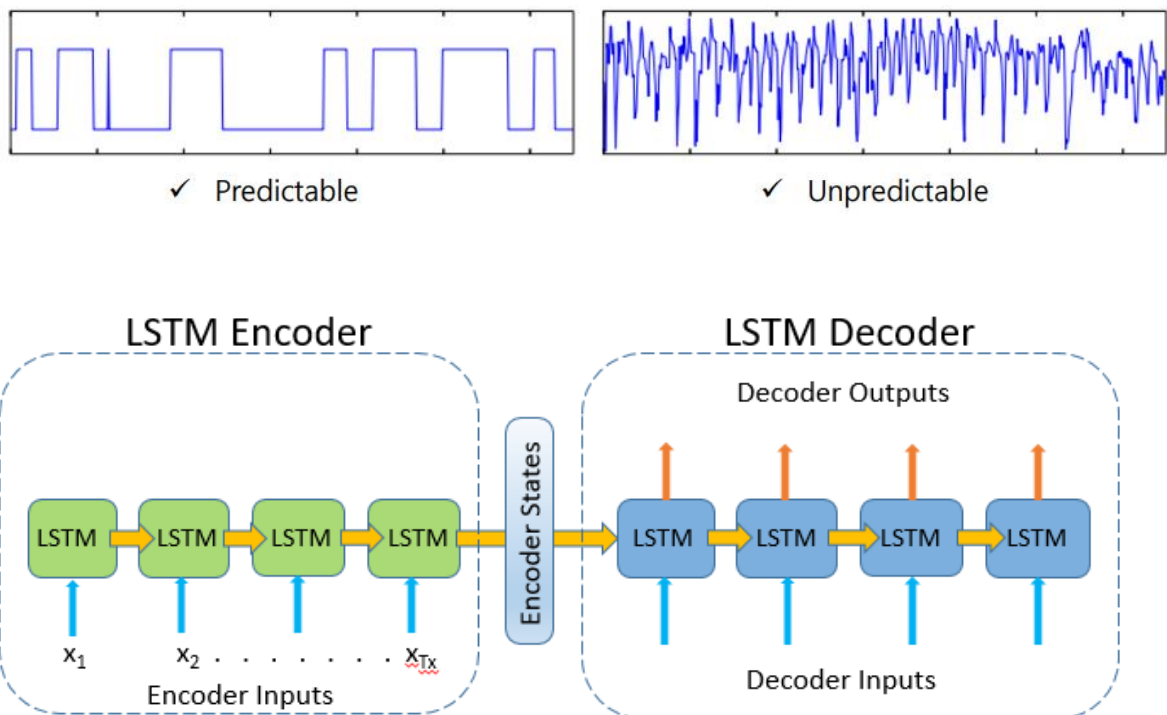 ✓ Predictable
✓ Unpredictable
LSTM Encoder
LSTM Decoder
Decoder Outputs
Encoder States
LSTM LSTM LSTM LSTM
LSTM LSTM LSTM LSTM
x₁ x₂ . . . . . . . x_Tx
Encoder Inputs
Decoder Inputs